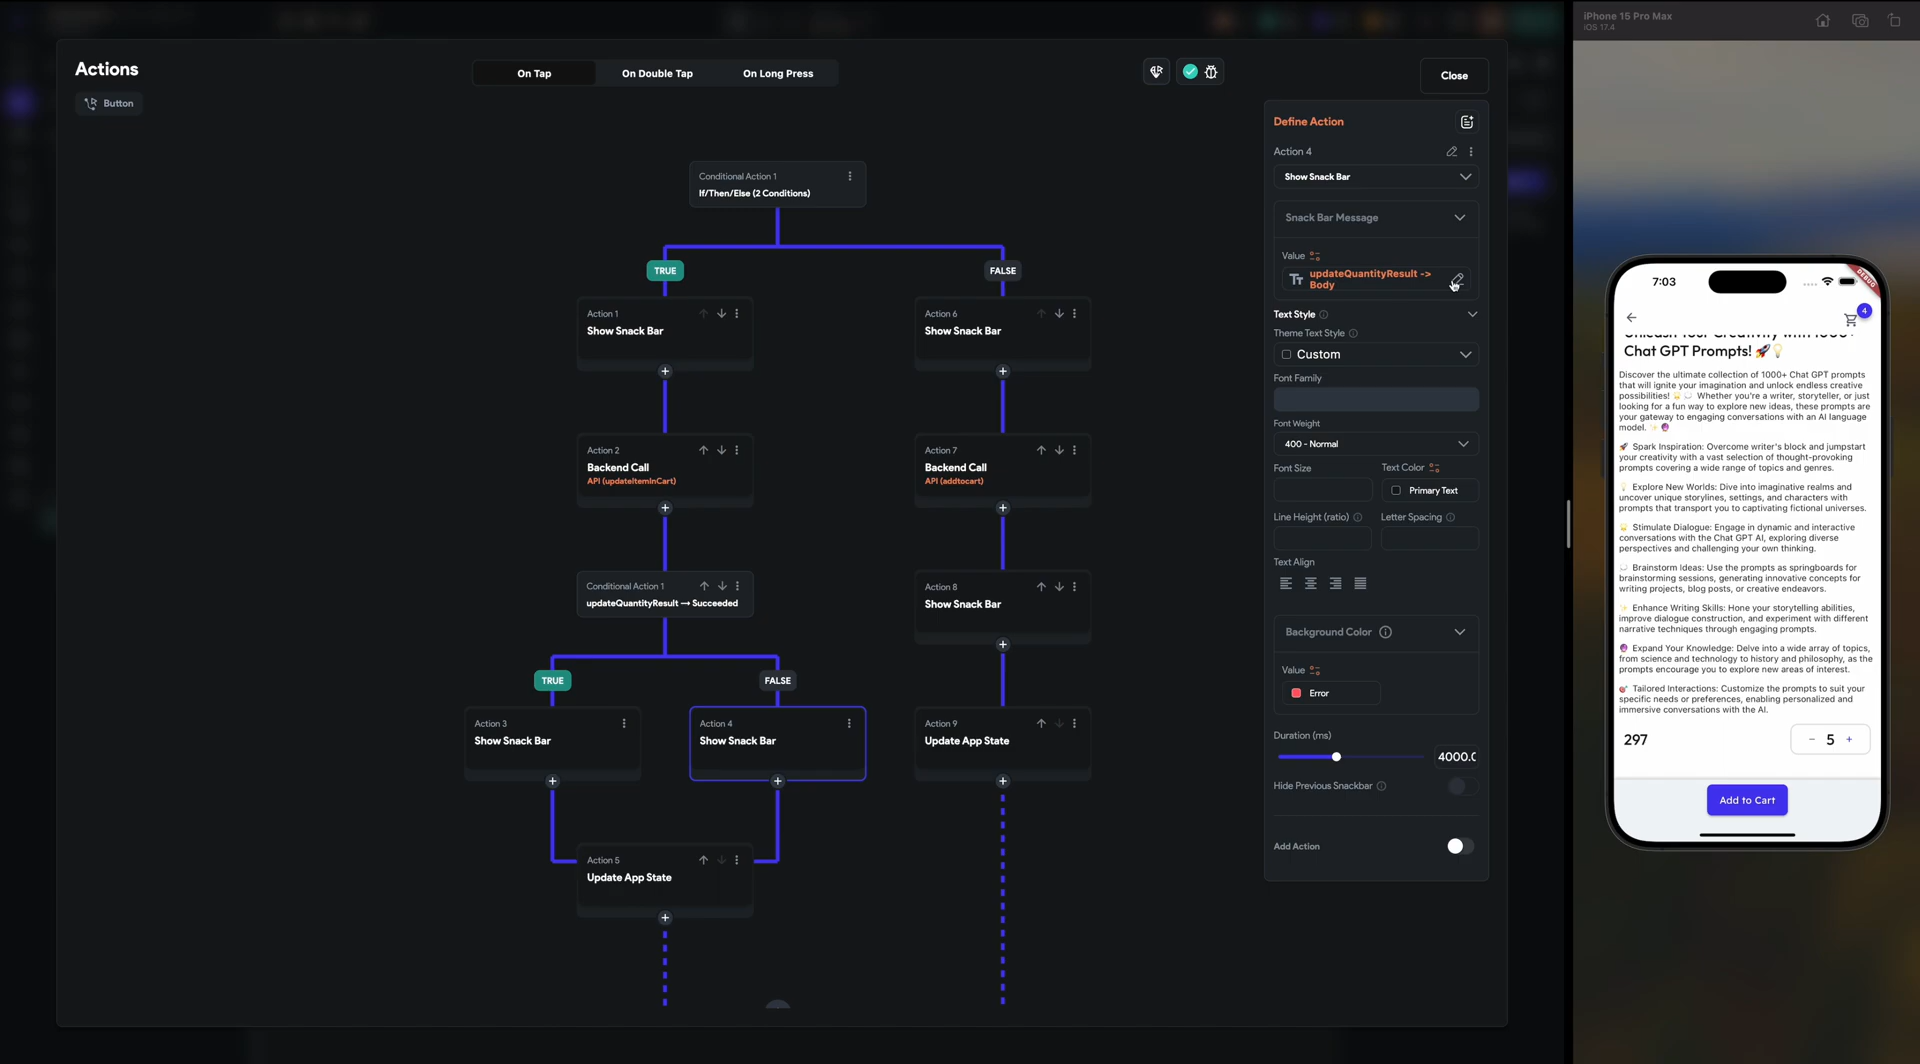 Actions
Button
On Tap
On Double Tap
On Long Press
Close
Conditional Action 1
If/Then/Else (2 Conditions)
TRUE
FALSE
Action 1
Show Snack Bar
Action 6
Show Snack Bar
Action 2
Backend Call
API (updateItemInCart)
Action 7
Backend Call
API (addtocart)
Conditional Action 1
updateQuantityResult → Succeeded
Action 8
Show Snack Bar
TRUE
FALSE
Action 3
Show Snack Bar
Action 4
Show Snack Bar
Action 9
Update App State
Action 5
Update App State
Define Action
Action 4
Show Snack Bar
Snack Bar Message
Value
updateQuantityResult ->
Body
Text Style
Theme Text Style
Custom
Font Family
Font Weight
400 - Normal
Font Size
Text Color
Primary Text
Line Height (ratio)
Letter Spacing
Text Align
Background Color
Value
Error
Duration (ms)
4000.0
Hide Previous Snackbar
Add Action
iPhone 15 Pro Max
iOS 17.4
7:03
DEBUG
4
Unleash Your Creativity with 1000+
Chat GPT Prompts! 🚀💡
Discover the ultimate collection of 1000+ Chat GPT prompts
that will ignite your imagination and unlock endless creative
possibilities! 🌟💭 Whether you're a writer, storyteller, or just
looking for a fun way to explore new ideas, these prompts are
your gateway to engaging conversations with an AI language
model. ✨🔮
🚀 Spark Inspiration: Overcome writer's block and jumpstart
your creativity with a vast selection of thought-provoking
prompts covering a wide range of topics and genres.
💡 Explore New Worlds: Dive into imaginative realms and
uncover unique storylines, settings, and characters with
prompts that transport you to captivating fictional universes.
🌟 Stimulate Dialogue: Engage in dynamic and interactive
conversations with the Chat GPT AI, exploring diverse
perspectives and challenging your own thinking.
💭 Brainstorm Ideas: Use the prompts as springboards for
brainstorming sessions, generating innovative concepts for
writing projects, blog posts, or creative endeavors.
✨ Enhance Writing Skills: Hone your storytelling abilities,
improve dialogue construction, and experiment with different
narrative techniques through engaging prompts.
🔮 Expand Your Knowledge: Delve into a wide array of topics,
from science and technology to history and philosophy, as the
prompts encourage you to explore new areas of interest.
🎯 Tailored Interactions: Customize the prompts to suit your
specific needs or preferences, enabling personalized and
immersive conversations with the AI.
297
− 5 +
Add to Cart